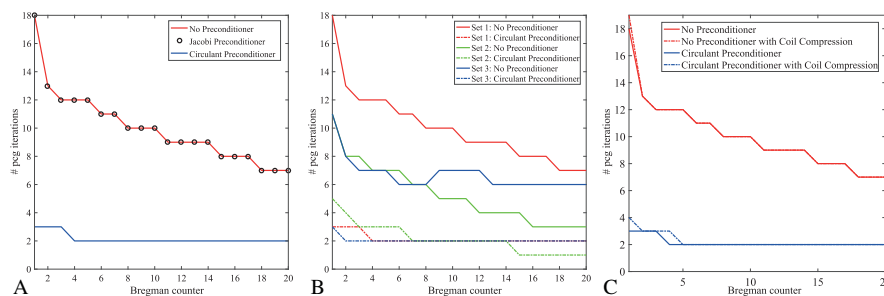 18
16
14
12
10
8
6
4
2
0
# pcg iterations
No Preconditioner
Jacobi Preconditioner
Circulant Preconditioner
2 4 6 8 10 12 14 16 18 20
Bregman counter
A
18
16
14
12
10
8
6
4
2
0
# pcg iterations
Set 1: No Preconditioner
Set 1: Circulant Preconditioner
Set 2: No Preconditioner
Set 2: Circulant Preconditioner
Set 3: No Preconditioner
Set 3: Circulant Preconditioner
2 4 6 8 10 12 14 16 18 20
Bregman counter
B
18
16
14
12
10
8
6
4
2
0
# pcg iterations
No Preconditioner
No Preconditioner with Coil Compression
Circulant Preconditioner
Circulant Preconditioner with Coil Compression
5 10 15
Bregman counter
C